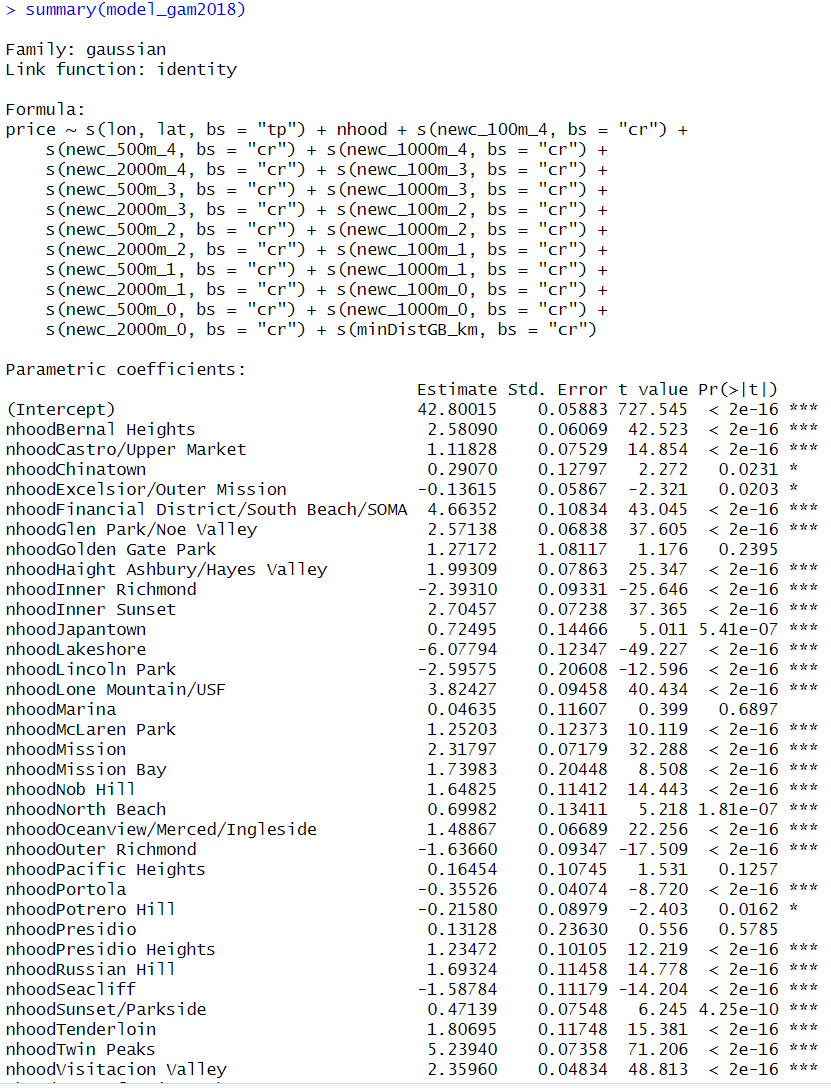 > summary(model_gam2018)
Family: gaussian
Link function: identity
Formula:
price ~ s(lon, lat, bs = "tp") + nhood + s(newc_100m_4, bs = "cr") +
    s(newc_500m_4, bs = "cr") + s(newc_1000m_4, bs = "cr") +
    s(newc_2000m_4, bs = "cr") + s(newc_100m_3, bs = "cr") +
    s(newc_500m_3, bs = "cr") + s(newc_1000m_3, bs = "cr") +
    s(newc_2000m_3, bs = "cr") + s(newc_100m_2, bs = "cr") +
    s(newc_500m_2, bs = "cr") + s(newc_1000m_2, bs = "cr") +
    s(newc_2000m_2, bs = "cr") + s(newc_100m_1, bs = "cr") +
    s(newc_500m_1, bs = "cr") + s(newc_1000m_1, bs = "cr") +
    s(newc_2000m_1, bs = "cr") + s(newc_100m_0, bs = "cr") +
    s(newc_500m_0, bs = "cr") + s(newc_1000m_0, bs = "cr") +
    s(newc_2000m_0, bs = "cr") + s(minDistGB_km, bs = "cr")
Parametric coefficients:
Estimate Std. Error t value Pr(>|t|)
(Intercept) 42.80015 0.05883 727.545 < 2e-16 ***
nhoodBernal Heights 2.58090 0.06069 42.523 < 2e-16 ***
nhoodCastro/Upper Market 1.11828 0.07529 14.854 < 2e-16 ***
nhoodChinatown 0.29070 0.12797 2.272 0.0231 *
nhoodExcelsior/Outer Mission -0.13615 0.05867 -2.321 0.0203 *
nhoodFinancial District/South Beach/SOMA 4.66352 0.10834 43.045 < 2e-16 ***
nhoodGlen Park/Noe Valley 2.57138 0.06838 37.605 < 2e-16 ***
nhoodGolden Gate Park 1.27172 1.08117 1.176 0.2395
nhoodHaight Ashbury/Hayes Valley 1.99309 0.07863 25.347 < 2e-16 ***
nhoodInner Richmond -2.39310 0.09331 -25.646 < 2e-16 ***
nhoodInner Sunset 2.70457 0.07238 37.365 < 2e-16 ***
nhoodJapantown 0.72495 0.14466 5.011 5.41e-07 ***
nhoodLakeshore -6.07794 0.12347 -49.227 < 2e-16 ***
nhoodLincoln Park -2.59575 0.20608 -12.596 < 2e-16 ***
nhoodLone Mountain/USF 3.82427 0.09458 40.434 < 2e-16 ***
nhoodMarina 0.04635 0.11607 0.399 0.6897
nhoodMcLaren Park 1.25203 0.12373 10.119 < 2e-16 ***
nhoodMission 2.31797 0.07179 32.288 < 2e-16 ***
nhoodMission Bay 1.73983 0.20448 8.508 < 2e-16 ***
nhoodNob Hill 1.64825 0.11412 14.443 < 2e-16 ***
nhoodNorth Beach 0.69982 0.13411 5.218 1.81e-07 ***
nhoodOceanview/Merced/Ingleside 1.48867 0.06689 22.256 < 2e-16 ***
nhoodOuter Richmond -1.63660 0.09347 -17.509 < 2e-16 ***
nhoodPacific Heights 0.16454 0.10745 1.531 0.1257
nhoodPortola -0.35526 0.04074 -8.720 < 2e-16 ***
nhoodPotrero Hill -0.21580 0.08979 -2.403 0.0162 *
nhoodPresidio 0.13128 0.23630 0.556 0.5785
nhoodPresidio Heights 1.23472 0.10105 12.219 < 2e-16 ***
nhoodRussian Hill 1.69324 0.11458 14.778 < 2e-16 ***
nhoodSeacliff -1.58784 0.11179 -14.204 < 2e-16 ***
nhoodSunset/Parkside 0.47139 0.07548 6.245 4.25e-10 ***
nhoodTenderloin 1.80695 0.11748 15.381 < 2e-16 ***
nhoodTwin Peaks 5.23940 0.07358 71.206 < 2e-16 ***
nhoodVisitacion Valley 2.35960 0.04834 48.813 < 2e-16 ***